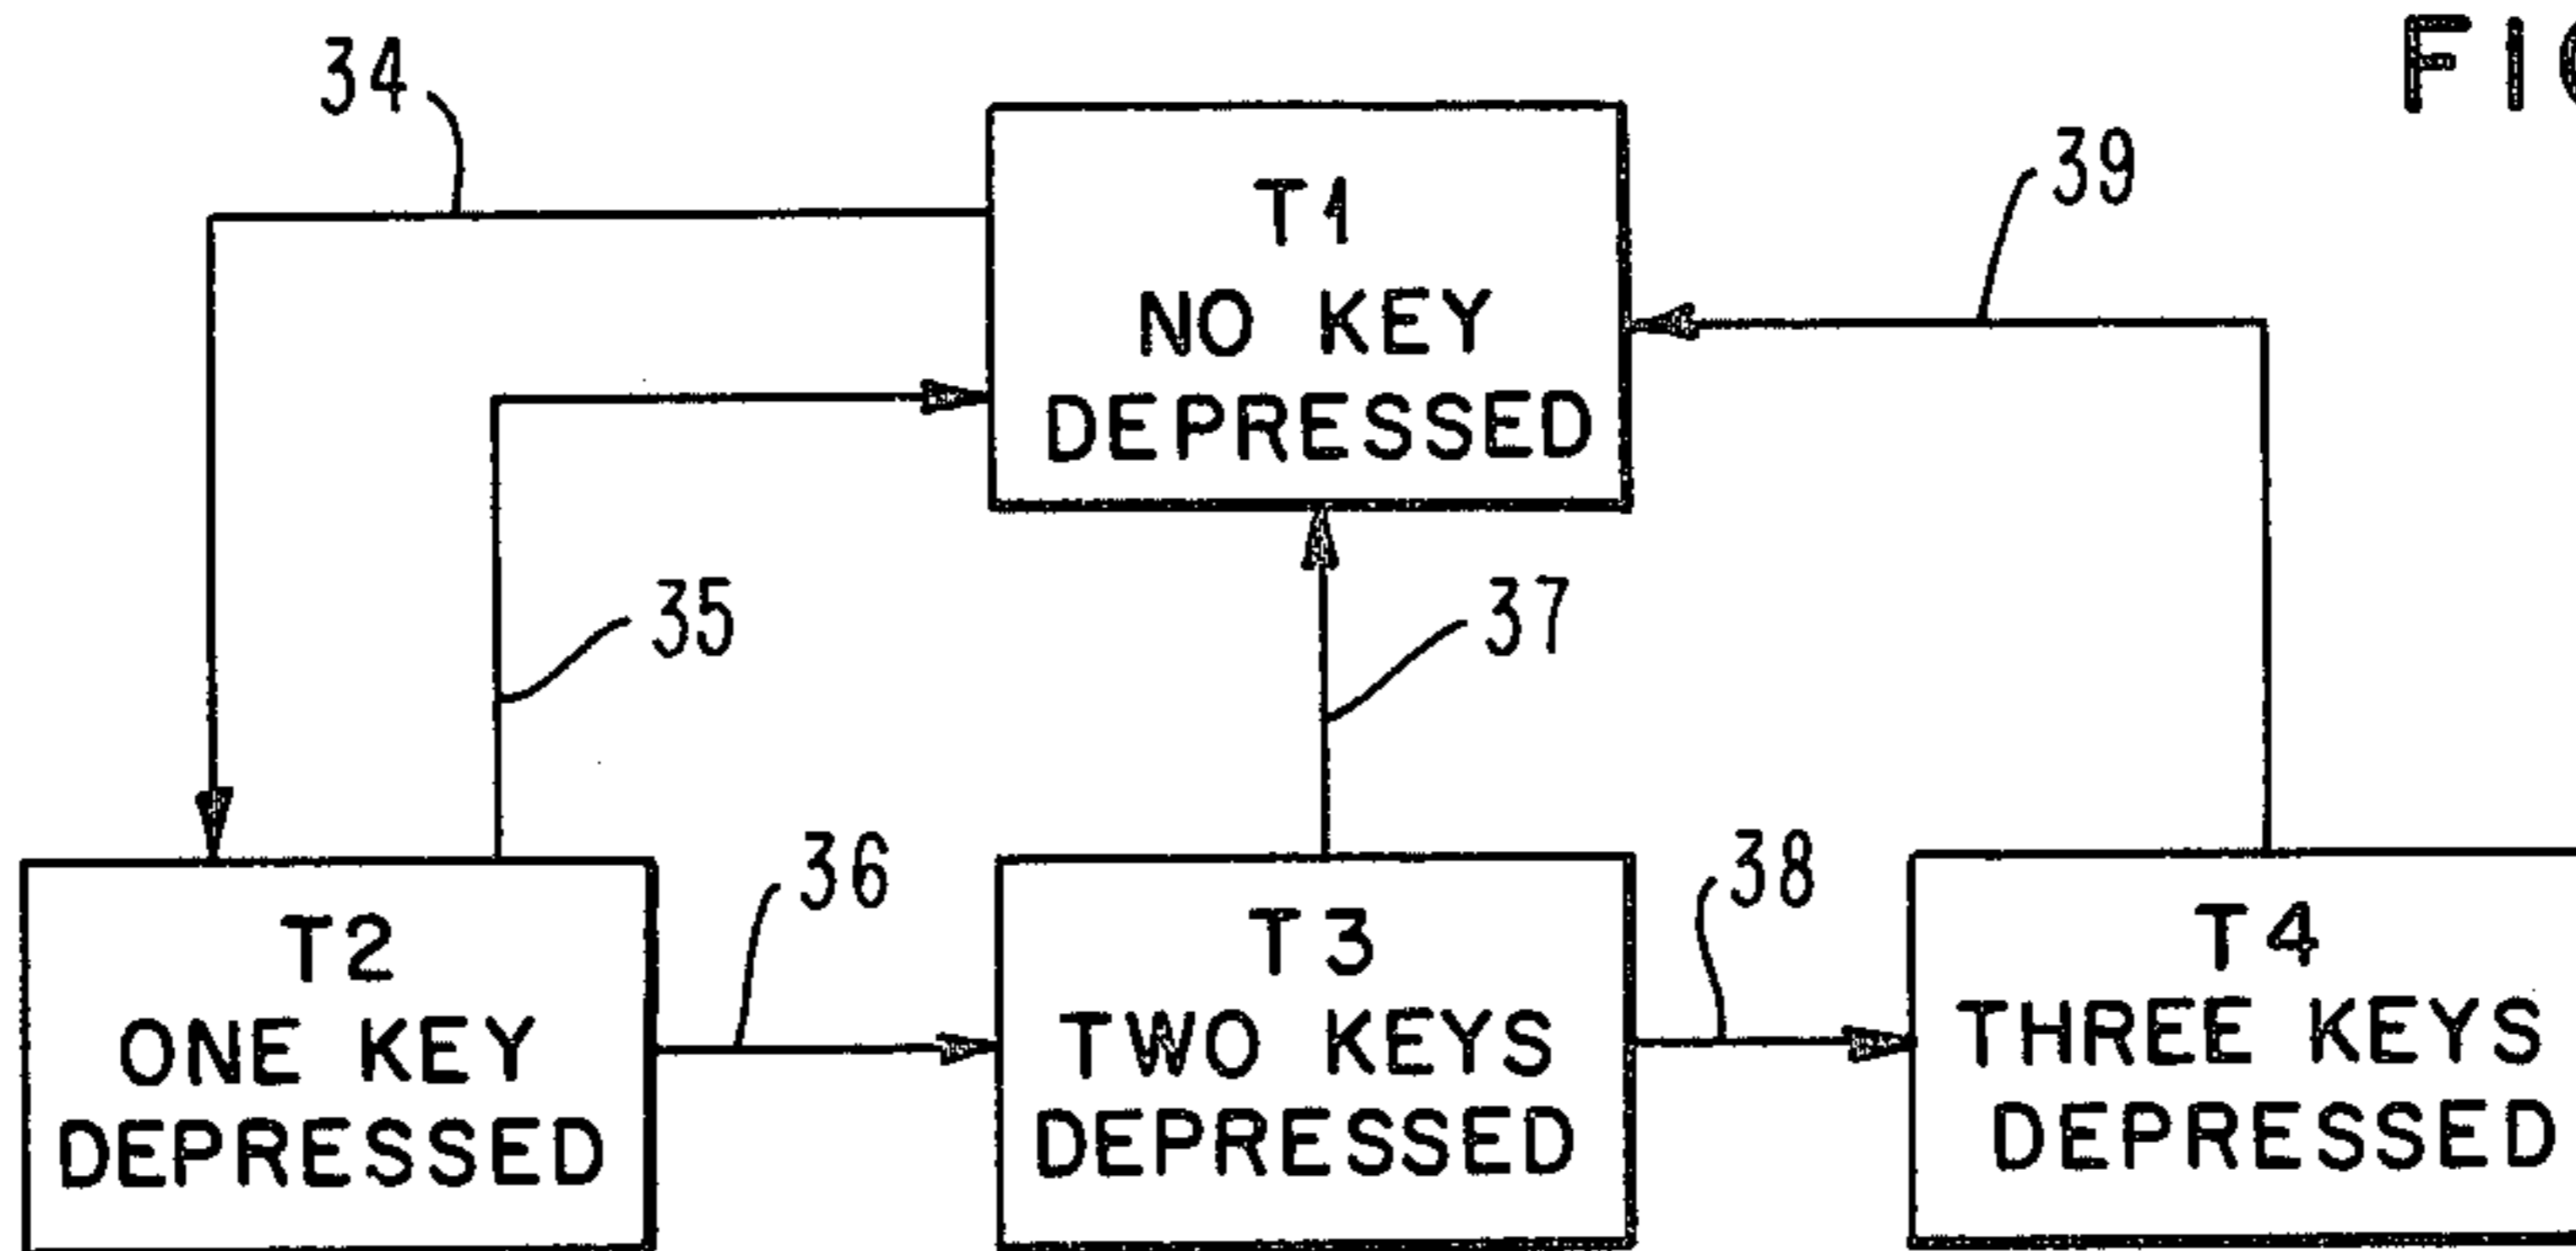 34
FIG
39
T1
NO KEY
DEPRESSED
35
37
36
38
T2
ONE KEY
DEPRESSED
T3
TWO KEYS
DEPRESSED
T4
THREE KEYS
DEPRESSED